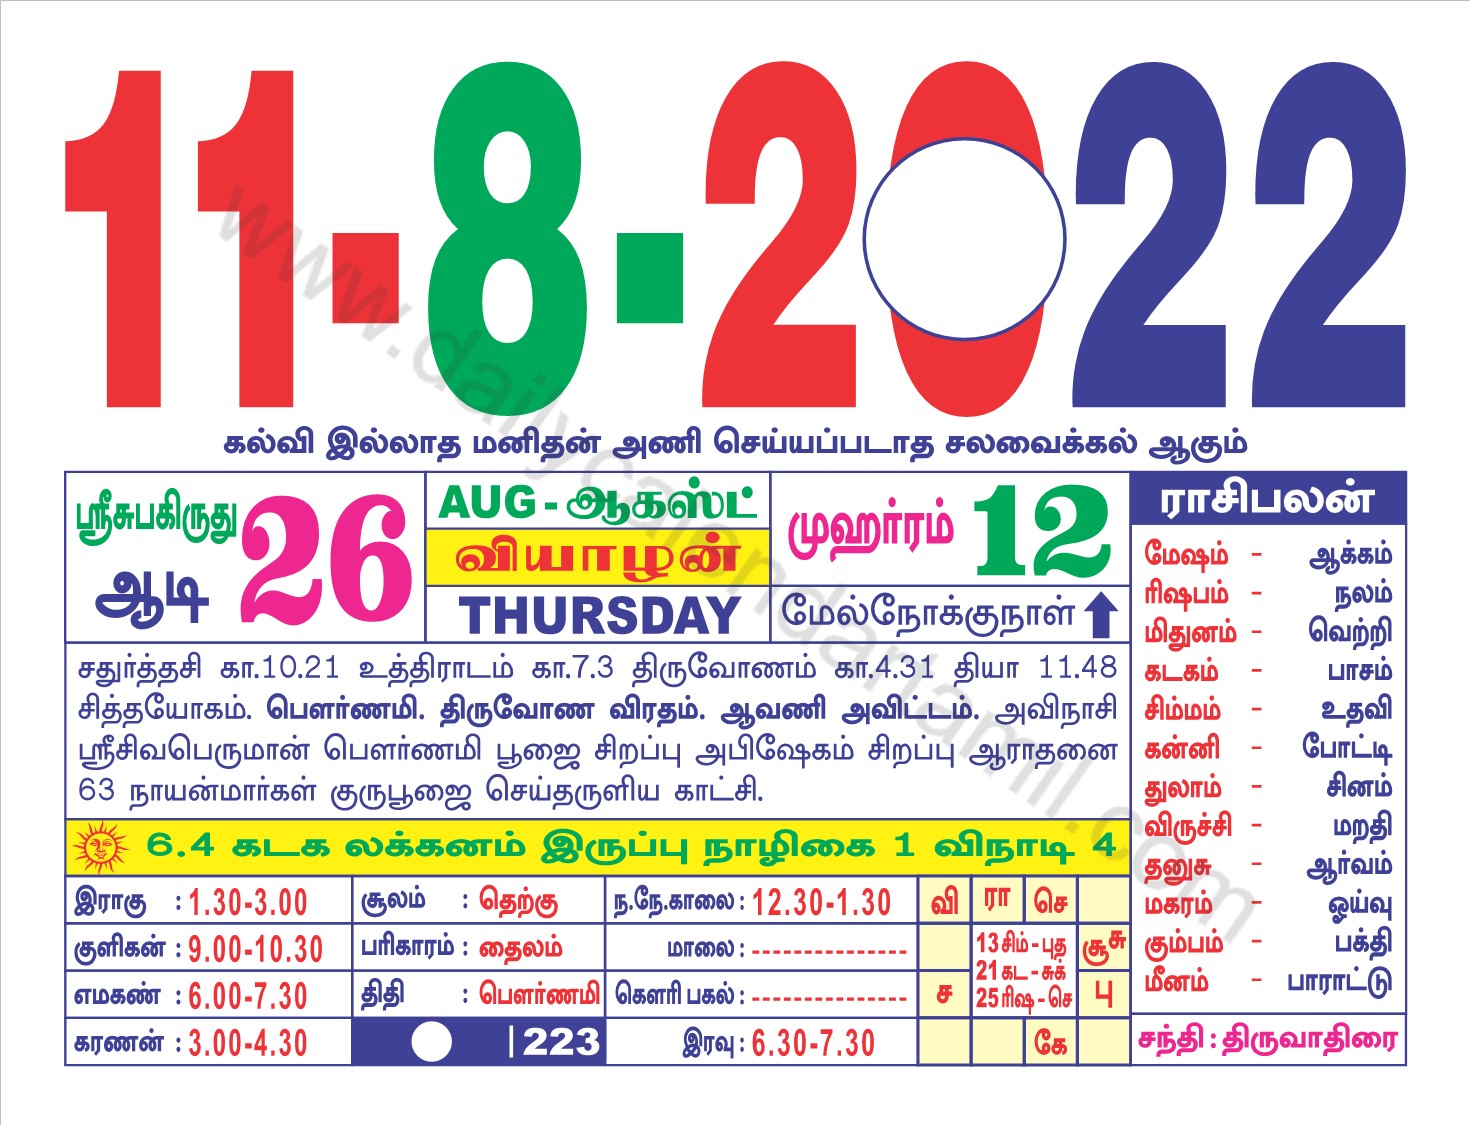 11-8-2022
கல்வி இல்லாத மனிதன் அணி செய்யப்படாத சலவைக்கல் ஆகும்
ஸ்ரீசுபகிருது
ஆடி 26
AUG - ஆகஸ்ட்
வியாழன்
THURSDAY
முஹர்ரம் 12
மேல்நோக்குநாள்
சதுர்த்தசி கா.10.21 உத்திராடம் கா.7.3 திருவோணம் கா.4.31 தியா 11.48
சித்தயோகம். பௌர்ணமி. திருவோண விரதம். ஆவணி அவிட்டம். அவிநாசி
ஸ்ரீசிவபெருமான் பௌர்ணமி பூஜை சிறப்பு அபிஷேகம் சிறப்பு ஆராதனை
63 நாயன்மார்கள் குருபூஜை செய்தருளிய காட்சி.
6.4 கடக லக்கனம் இருப்பு நாழிகை 1 விநாடி 4
இராகு : 1.30-3.00
குளிகன் : 9.00-10.30
எமகண் : 6.00-7.30
கரணன் : 3.00-4.30
சூலம் : தெற்கு
பரிகாரம் : தைலம்
திதி : பௌர்ணமி
|223
ந.நே.காலை : 12.30-1.30
மாலை : ---------------
கௌரி பகல் : ---------------
இரவு : 6.30-7.30
வி ரா செ
13 சிம் - புத
21 கட - சுக்
25 ரிஷ - செ
சூசு
ச
பு
கே
ராசிபலன்
மேஷம் - ஆக்கம்
ரிஷபம் - நலம்
மிதுனம் - வெற்றி
கடகம் - பாசம்
சிம்மம் - உதவி
கன்னி - போட்டி
துலாம் - சினம்
விருச்சி - மறதி
தனுசு - ஆர்வம்
மகரம் - ஓய்வு
கும்பம் - பக்தி
மீனம் - பாராட்டு
சந்தி : திருவாதிரை
www.dailycalendartamil.com